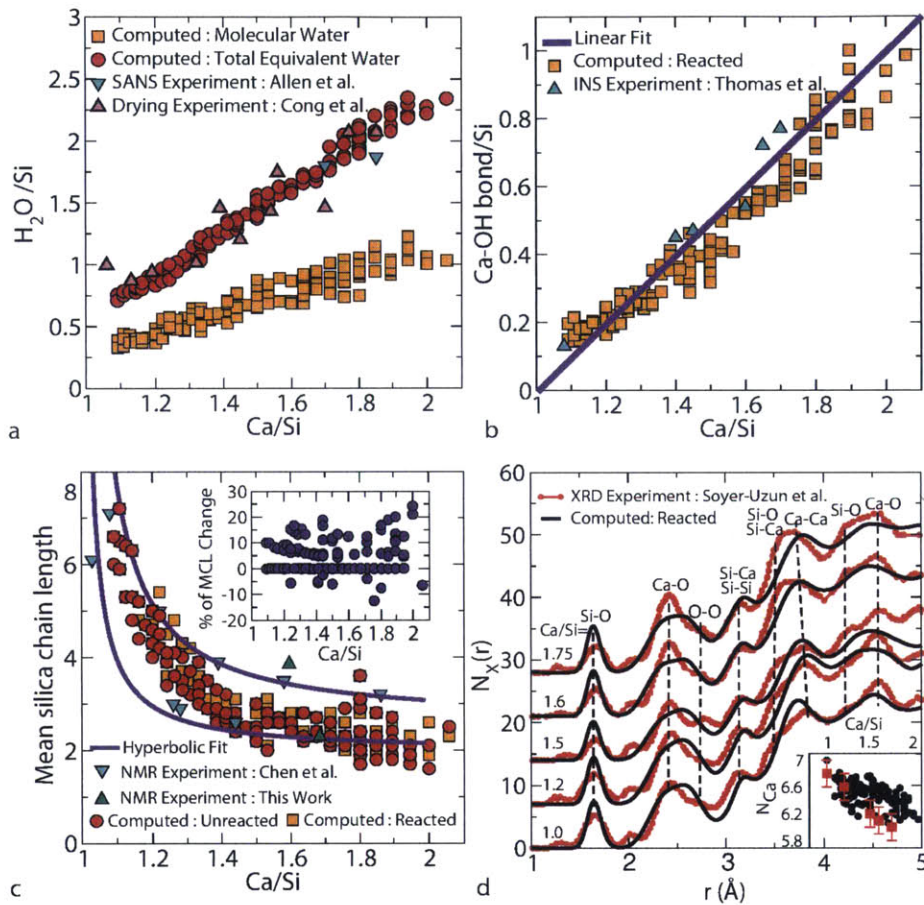 3
2.5
2
1.5
1
0.5
0
H2O/Si
Computed : Molecular Water
Computed : Total Equivalent Water
SANS Experiment : Allen et al.
Drying Experiment : Cong et al.
1 1.2 1.4 1.6 1.8 2
Ca/Si
a
1
0.8
0.6
0.4
0.2
0
Ca-OH bond/Si
Linear Fit
Computed : Reacted
INS Experiment : Thomas et al.
1 1.2 1.4 1.6 1.8 2
Ca/Si
b
8
6
4
2
0
Mean silica chain length
30
25
20
15
10
5
0
-5
-10
-15
-20
% of MCL Change
1.0 1.2 1.4 1.6 1.8 2.0
Ca/Si
Hyperbolic Fit
NMR Experiment : Chen et al.
NMR Experiment : This Work
Computed : Unreacted
Computed : Reacted
1 1.2 1.4 1.6 1.8 2
Ca/Si
c
60
50
40
30
20
10
0
NX(r)
XRD Experiment : Soyer-Uzun et al.
Computed: Reacted
Si-O
Ca-O
O-O
Si-Ca
Si-Si
Si-O
Si-Ca
Ca-Ca
Si-O
Ca-O
Ca/Si=
1.75
1.6
1.5
1.2
1.0
Ca/Si
1 1.5 2
7
6.6
6.2
5.8
NCa
1 2 3 4 5
r (Å)
d